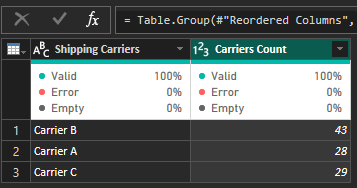 fx = Table.Group(#"Reordered Columns",
ABC Shipping Carriers 123 Carriers Count
Valid 100% Valid 100%
Error 0% Error 0%
Empty 0% Empty 0%
1 Carrier B 43
2 Carrier A 28
3 Carrier C 29